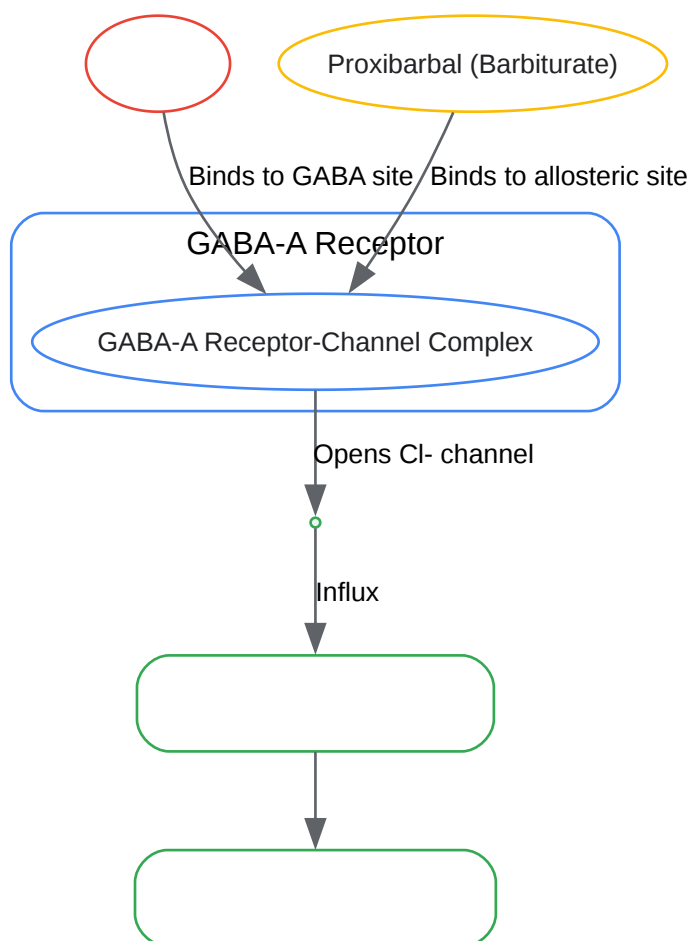 Proxibarbal (Barbiturate)
Binds to GABA site
Binds to allosteric site
GABA-A Receptor
GABA-A Receptor-Channel Complex
Opens Cl- channel
Influx